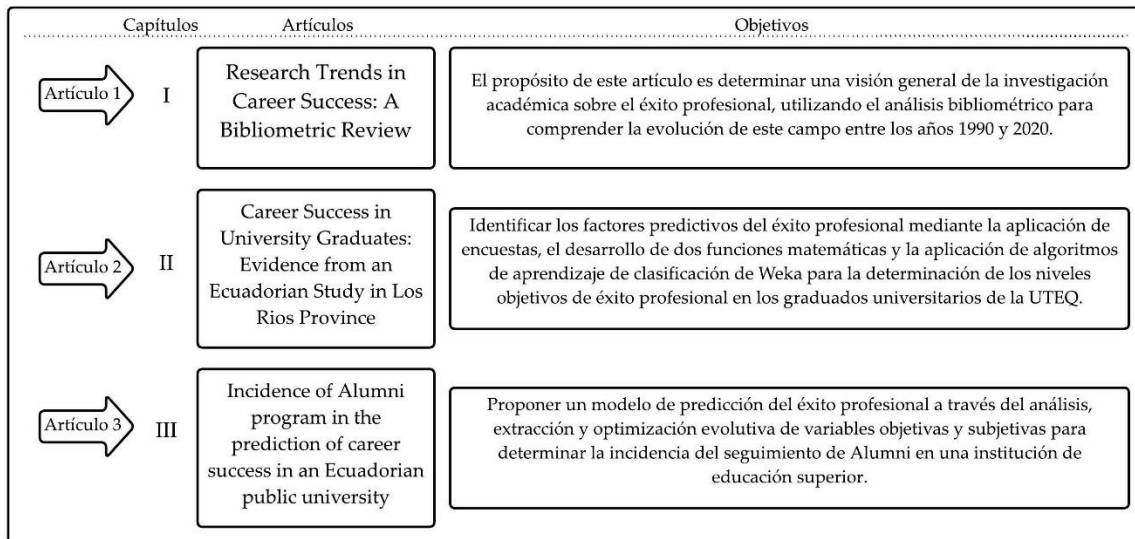 Capítulos Artículos Objetivos
Artículo 1
I
Research Trends in
Career Success: A
Bibliometric Review
El propósito de este artículo es determinar una visión general de la investigación
académica sobre el éxito profesional, utilizando el análisis bibliométrico para
comprender la evolución de este campo entre los años 1990 y 2020.
Artículo 2
II
Career Success in
University Graduates:
Evidence from an
Ecuadorian Study in Los
Rios Province
Identificar los factores predictivos del éxito profesional mediante la aplicación de
encuestas, el desarrollo de dos funciones matemáticas y la aplicación de algoritmos
de aprendizaje de clasificación de Weka para la determinación de los niveles
objetivos de éxito profesional en los graduados universitarios de la UTEQ.
Artículo 3
III
Incidence of Alumni
program in the
prediction of career
success in an Ecuadorian
public university
Proponer un modelo de predicción del éxito profesional a través del análisis,
extracción y optimización evolutiva de variables objetivas y subjetivas para
determinar la incidencia del seguimiento de Alumni en una institución de
educación superior.